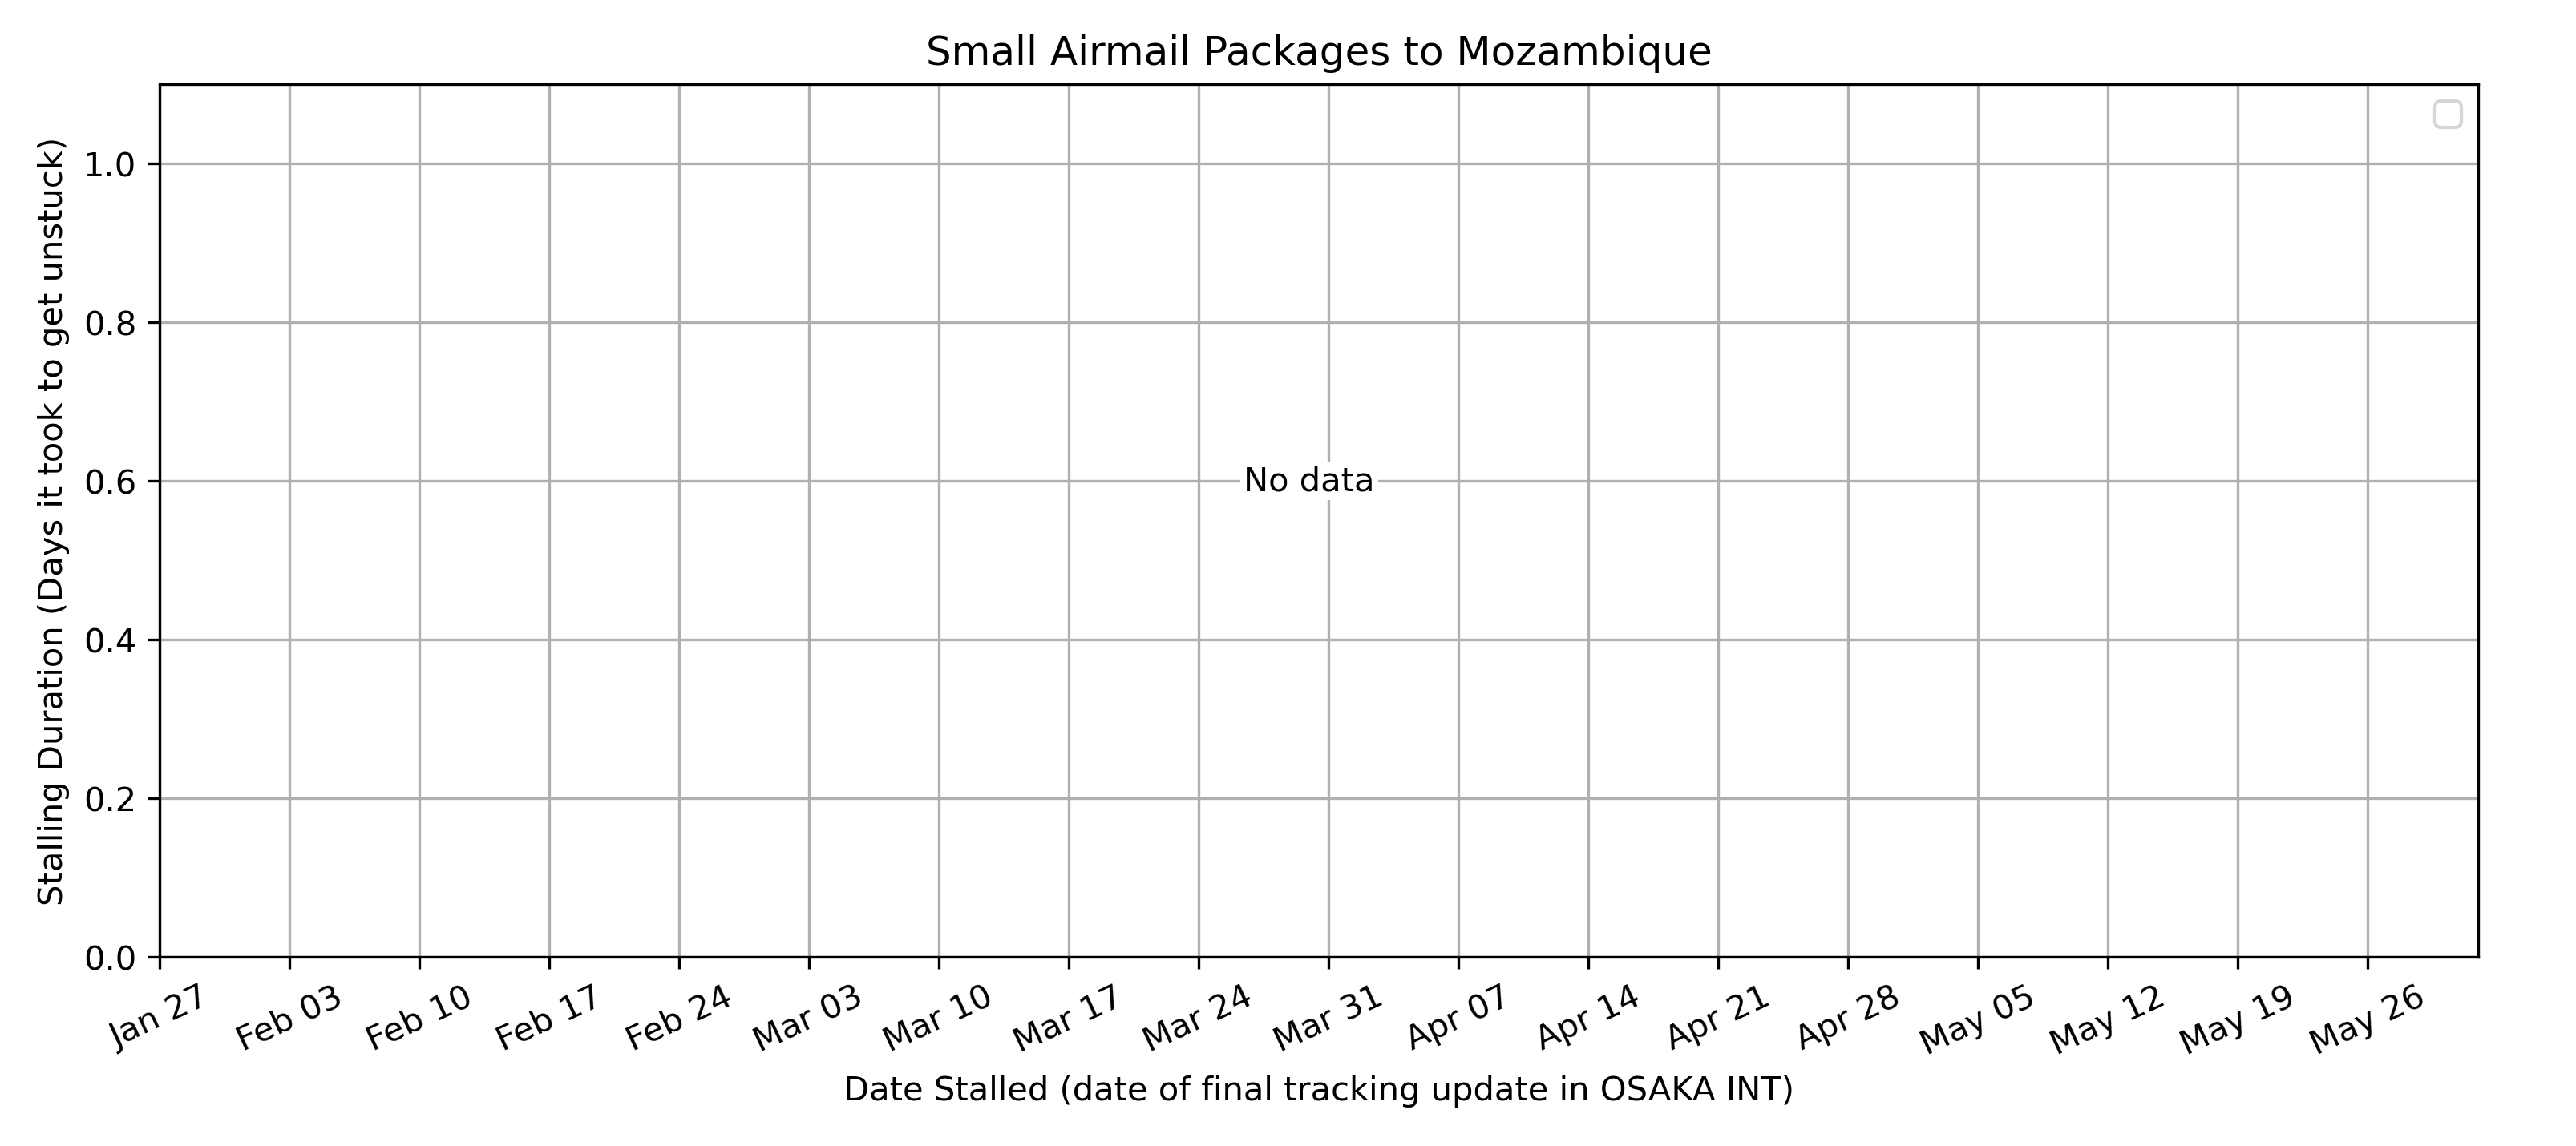 Small Airmail Packages to Mozambique
Stalling Duration (Days it took to get unstuck)
1.0
0.8
0.6
0.4
0.2
0.0
No data
Jan 27
Feb 03
Feb 10
Feb 17
Feb 24
Mar 03
Mar 10
Mar 17
Mar 24
Mar 31
Apr 07
Apr 14
Apr 21
Apr 28
May 05
May 12
May 19
May 26
Date Stalled (date of final tracking update in OSAKA INT)